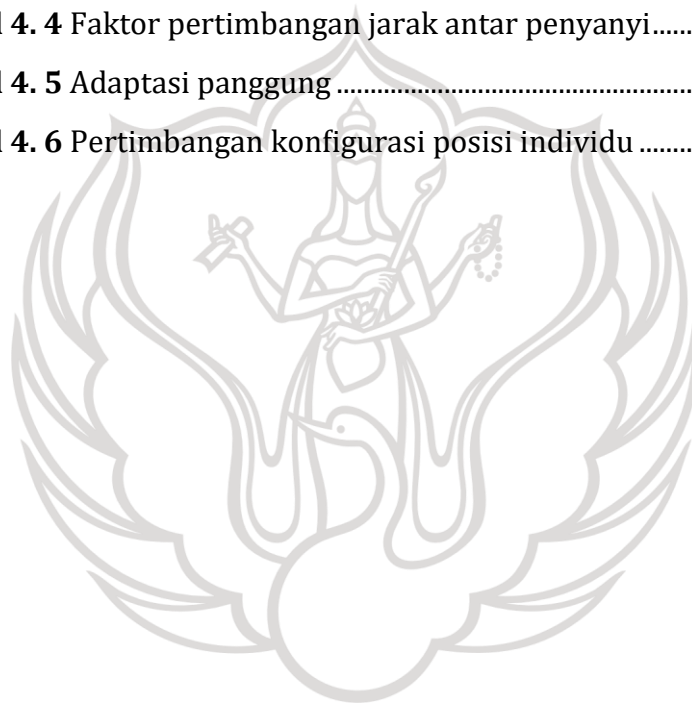 l 4. 4 Faktor pertimbangan jarak antar penyanyi......
l 4. 5 Adaptasi panggung......................................................
l 4. 6 Pertimbangan konfigurasi posisi individu........